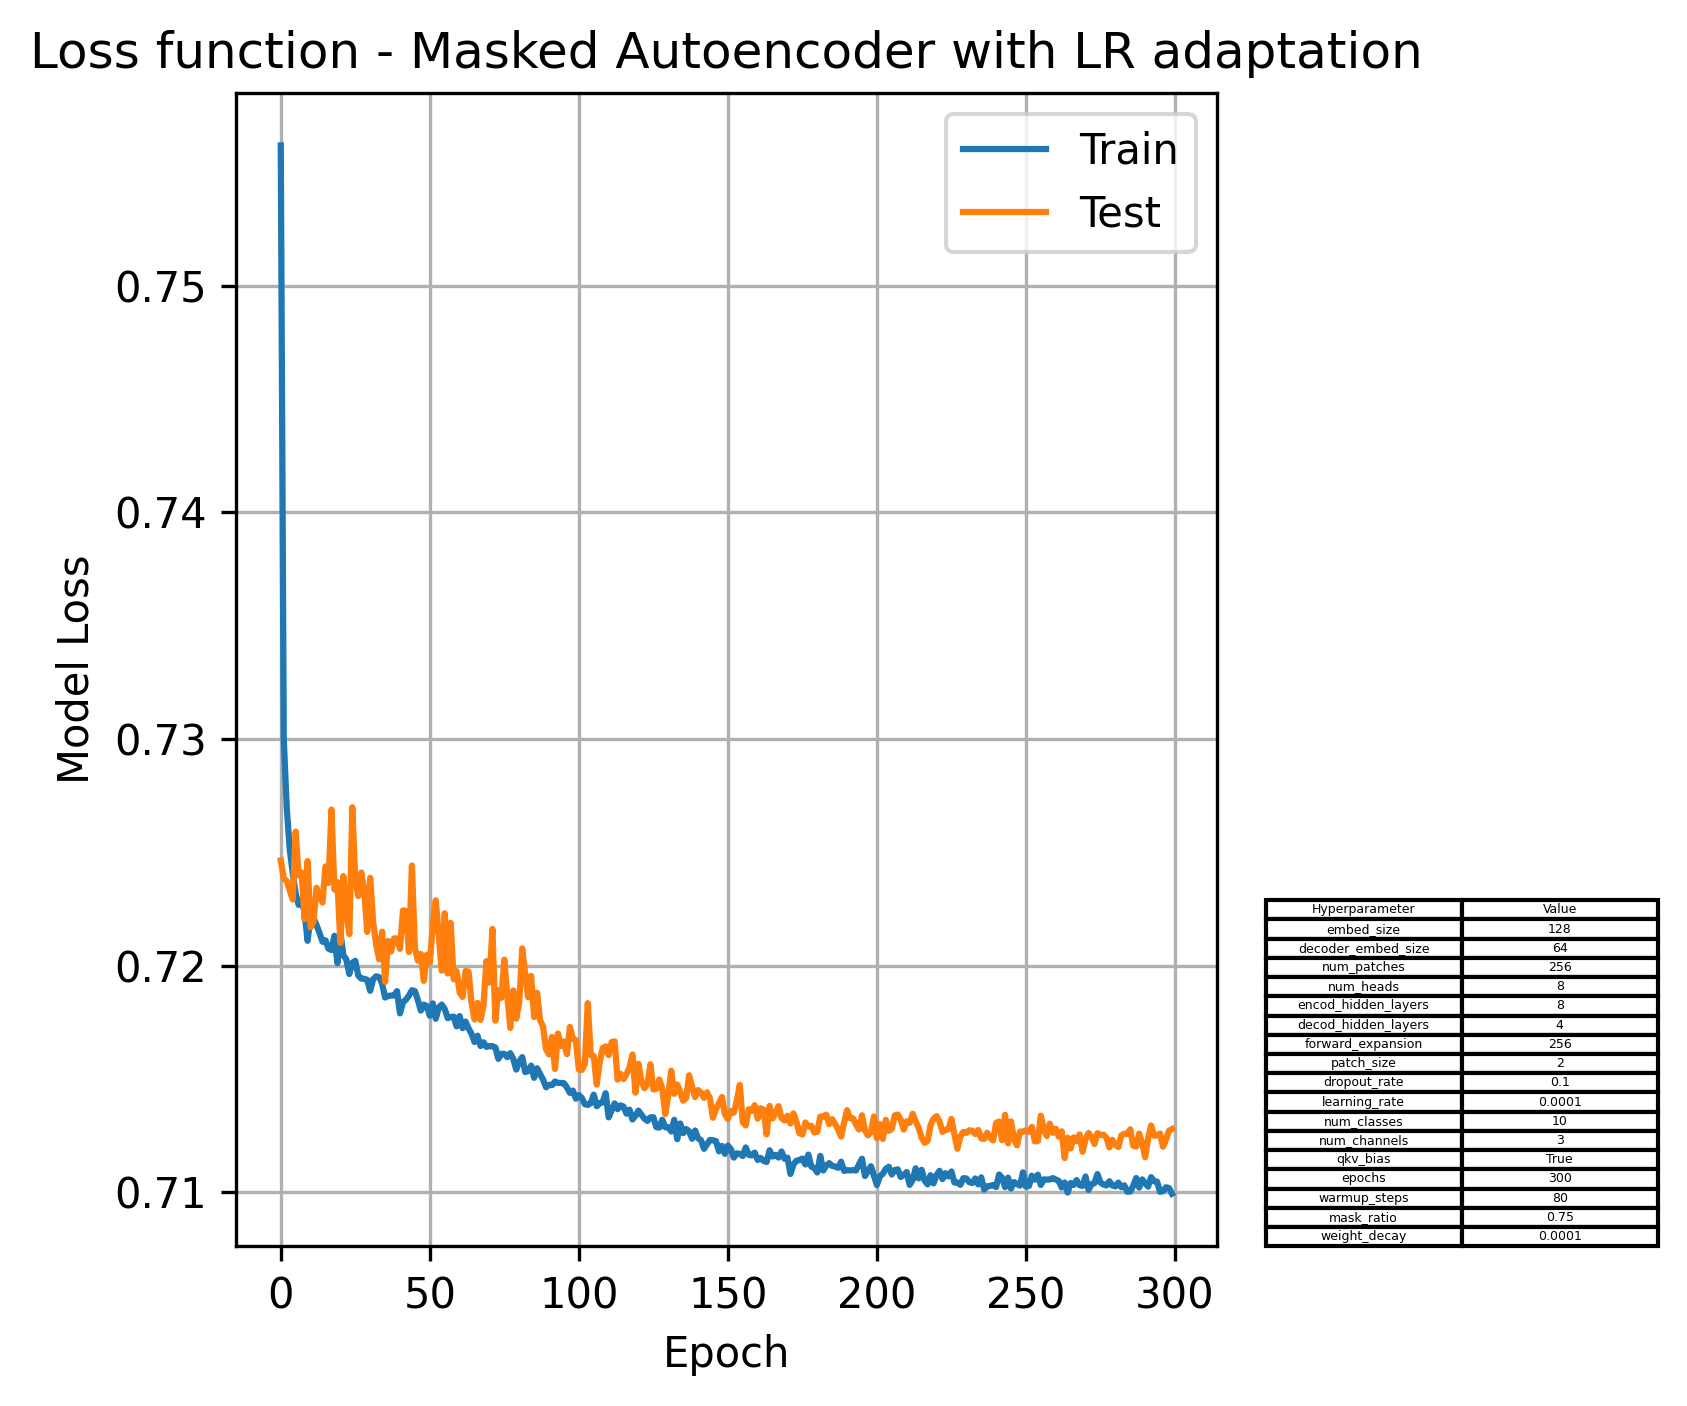 Loss function - Masked Autoencoder with LR adaptation
Train
Test
0.75
0.74
0.73
0.72
0.71
Model Loss
0 50 100 150 200 250 300
Epoch
Hyperparameter Value
embed_size 128
decoder_embed_size 64
num_patches 256
num_heads 8
encod_hidden_layers 8
decod_hidden_layers 4
forward_expansion 256
patch_size 2
dropout_rate 0.1
learning_rate 0.0001
num_classes 10
num_channels 3
qkv_bias True
epochs 300
warmup_steps 80
mask_ratio 0.75
weight_decay 0.0001